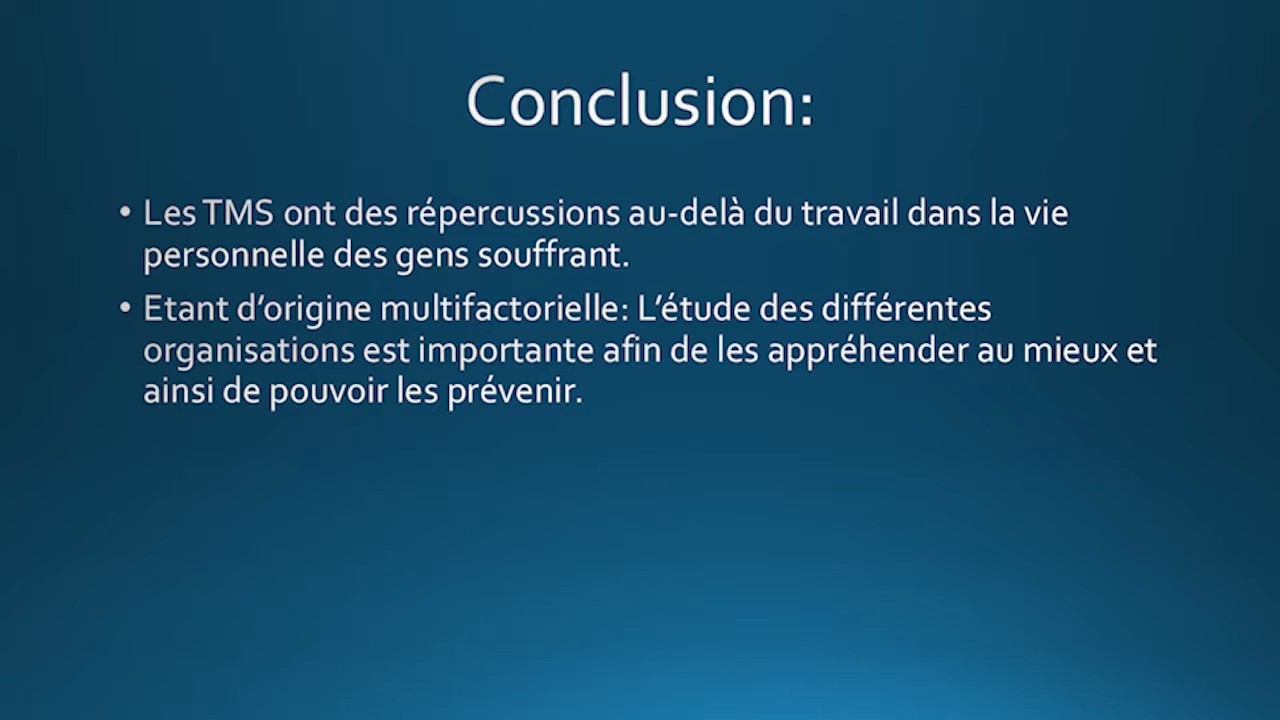 Conclusion:
• Les TMS ont des répercussions au-delà du travail dans la vie
personnelle des gens souffrant.
• Etant d’origine multifactorielle: L’étude des différentes
organisations est importante afin de les appréhender au mieux et
ainsi de pouvoir les prévenir.